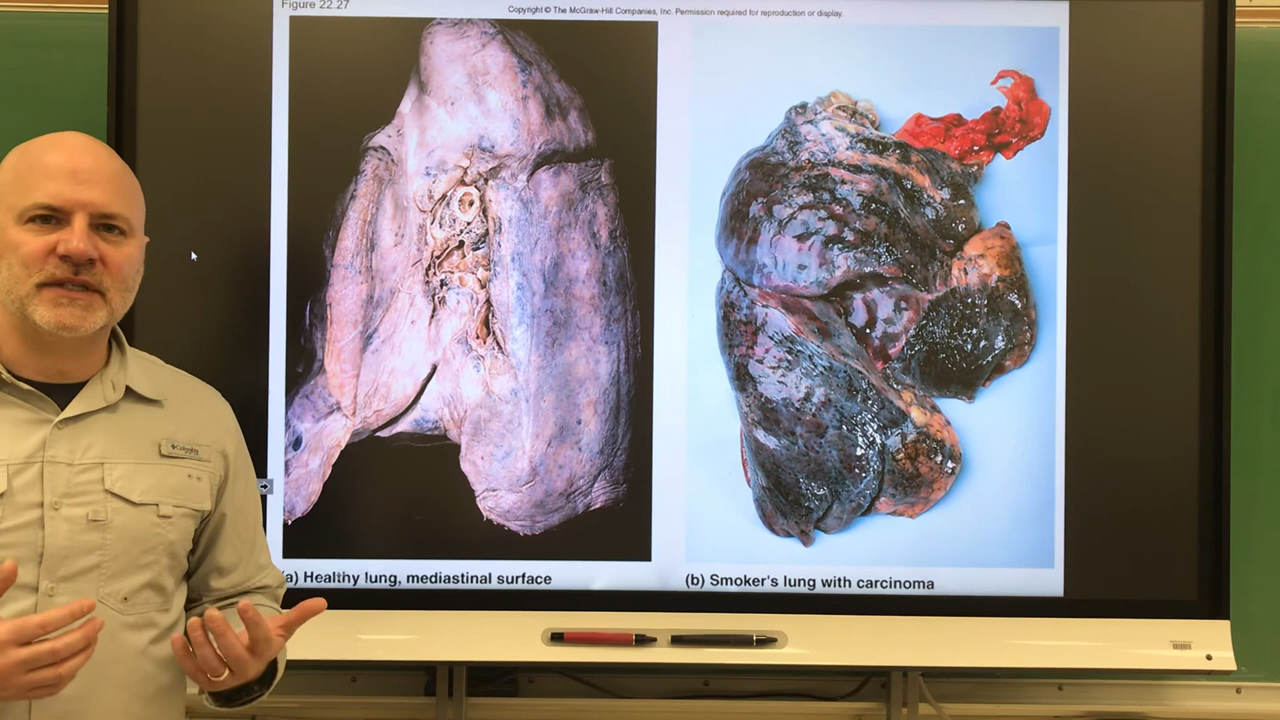 Figure 22.27
Copyright © The McGraw-Hill Companies, Inc. Permission required for reproduction or display.
(a) Healthy lung, mediastinal surface
(b) Smoker's lung with carcinoma
Columbia